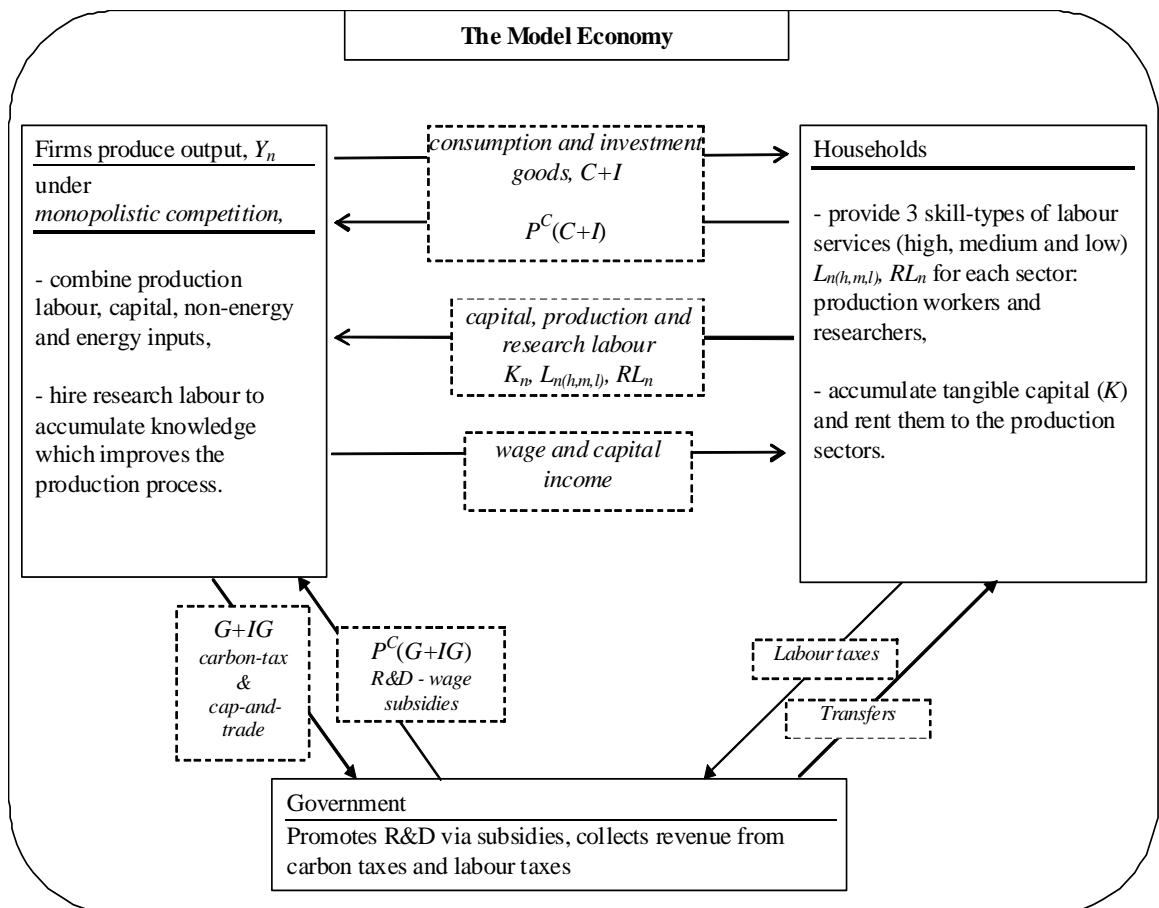 The Model Economy
Firms produce output, Yn
under
monopolistic competition,
- combine production
labour, capital, non-energy
and energy inputs,
- hire research labour to
accumulate knowledge
which improves the
production process.
consumption and investment
goods, C+I
P^C(C+I)
capital, production and
research labour
Kn, Ln(h,m,l), RLn
wage and capital
income
Households
- provide 3 skill-types of labour
services (high, medium and low)
Ln(h,m,l), RLn for each sector:
production workers and
researchers,
- accumulate tangible capital (K)
and rent them to the production
sectors.
G+IG
carbon-tax
&
cap-and-
trade
P^C(G+IG)
R&D - wage
subsidies
Labour taxes
Transfers
Government
Promotes R&D via subsidies, collects revenue from
carbon taxes and labour taxes